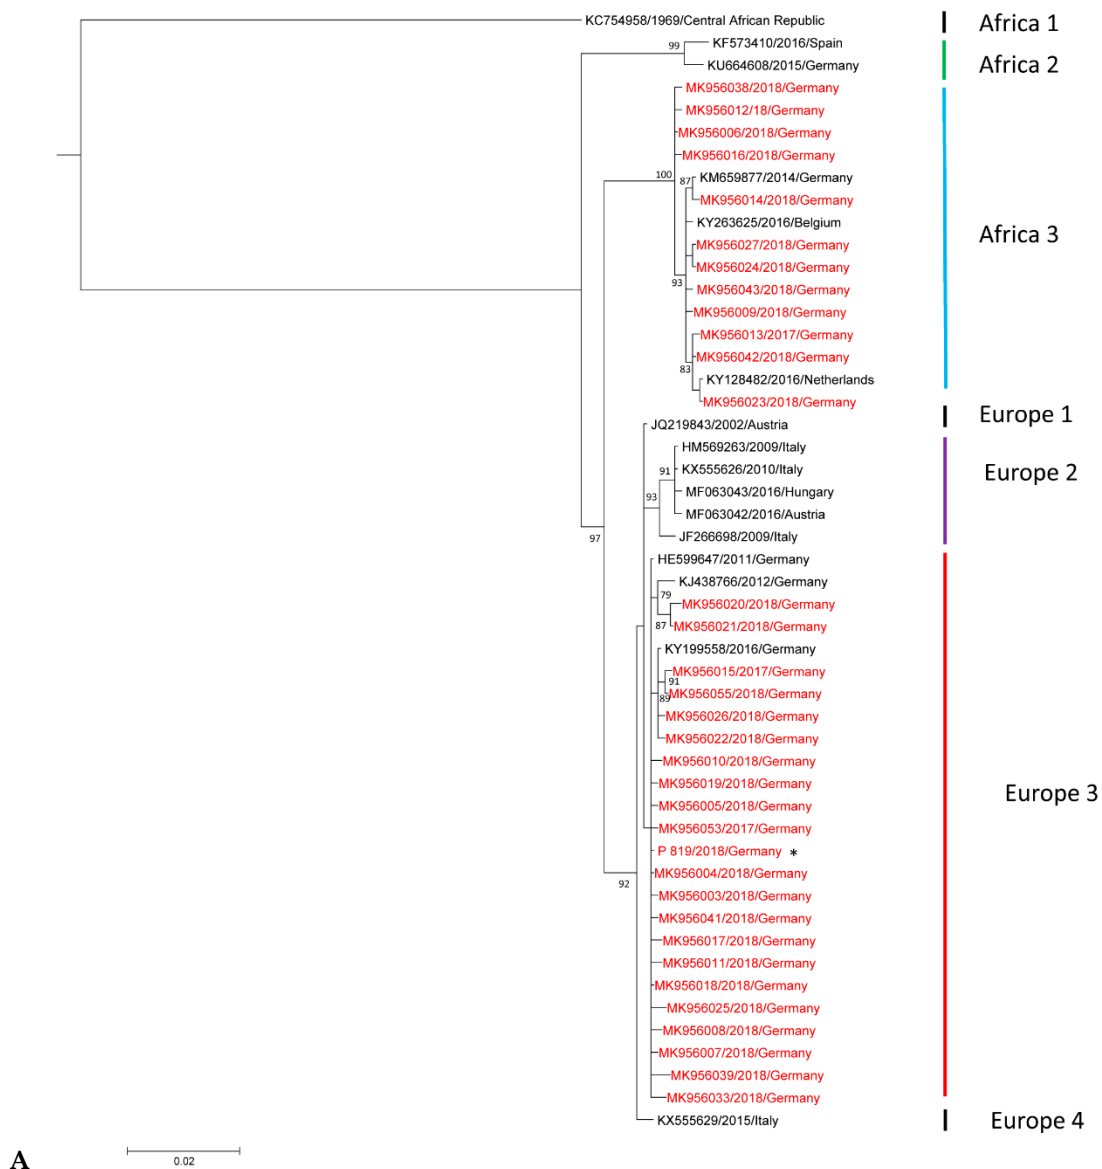 KC754958/1969/Central African Republic
Africa 1
99
KF573410/2016/Spain
KU664608/2015/Germany
Africa 2
MK956038/2018/Germany
MK956012/18/Germany
MK956006/2018/Germany
MK956016/2018/Germany
100
87
KM659877/2014/Germany
MK956014/2018/Germany
KY263625/2016/Belgium
Africa 3
MK956027/2018/Germany
MK956024/2018/Germany
93
MK956043/2018/Germany
MK956009/2018/Germany
MK956013/2017/Germany
MK956042/2018/Germany
83
KY128482/2016/Netherlands
MK956023/2018/Germany
JQ219843/2002/Austria
Europe 1
HM569263/2009/Italy
91
KX555626/2010/Italy
Europe 2
93
MF063043/2016/Hungary
MF063042/2016/Austria
JF266698/2009/Italy
97
HE599647/2011/Germany
KJ438766/2012/Germany
79
MK956020/2018/Germany
87
MK956021/2018/Germany
KY199558/2016/Germany
MK956015/2017/Germany
91
MK956055/2018/Germany
89
MK956026/2018/Germany
MK956022/2018/Germany
MK956010/2018/Germany
MK956019/2018/Germany
Europe 3
MK956005/2018/Germany
MK956053/2017/Germany
P 819/2018/Germany *
MK956004/2018/Germany
92
MK956003/2018/Germany
MK956041/2018/Germany
MK956017/2018/Germany
MK956011/2018/Germany
MK956018/2018/Germany
MK956025/2018/Germany
MK956008/2018/Germany
MK956007/2018/Germany
MK956039/2018/Germany
MK956033/2018/Germany
KX555629/2015/Italy
Europe 4
A
0.02